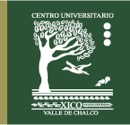 CENTRO UNIVERSITARIO
XICO
VALLE DE CHALCO